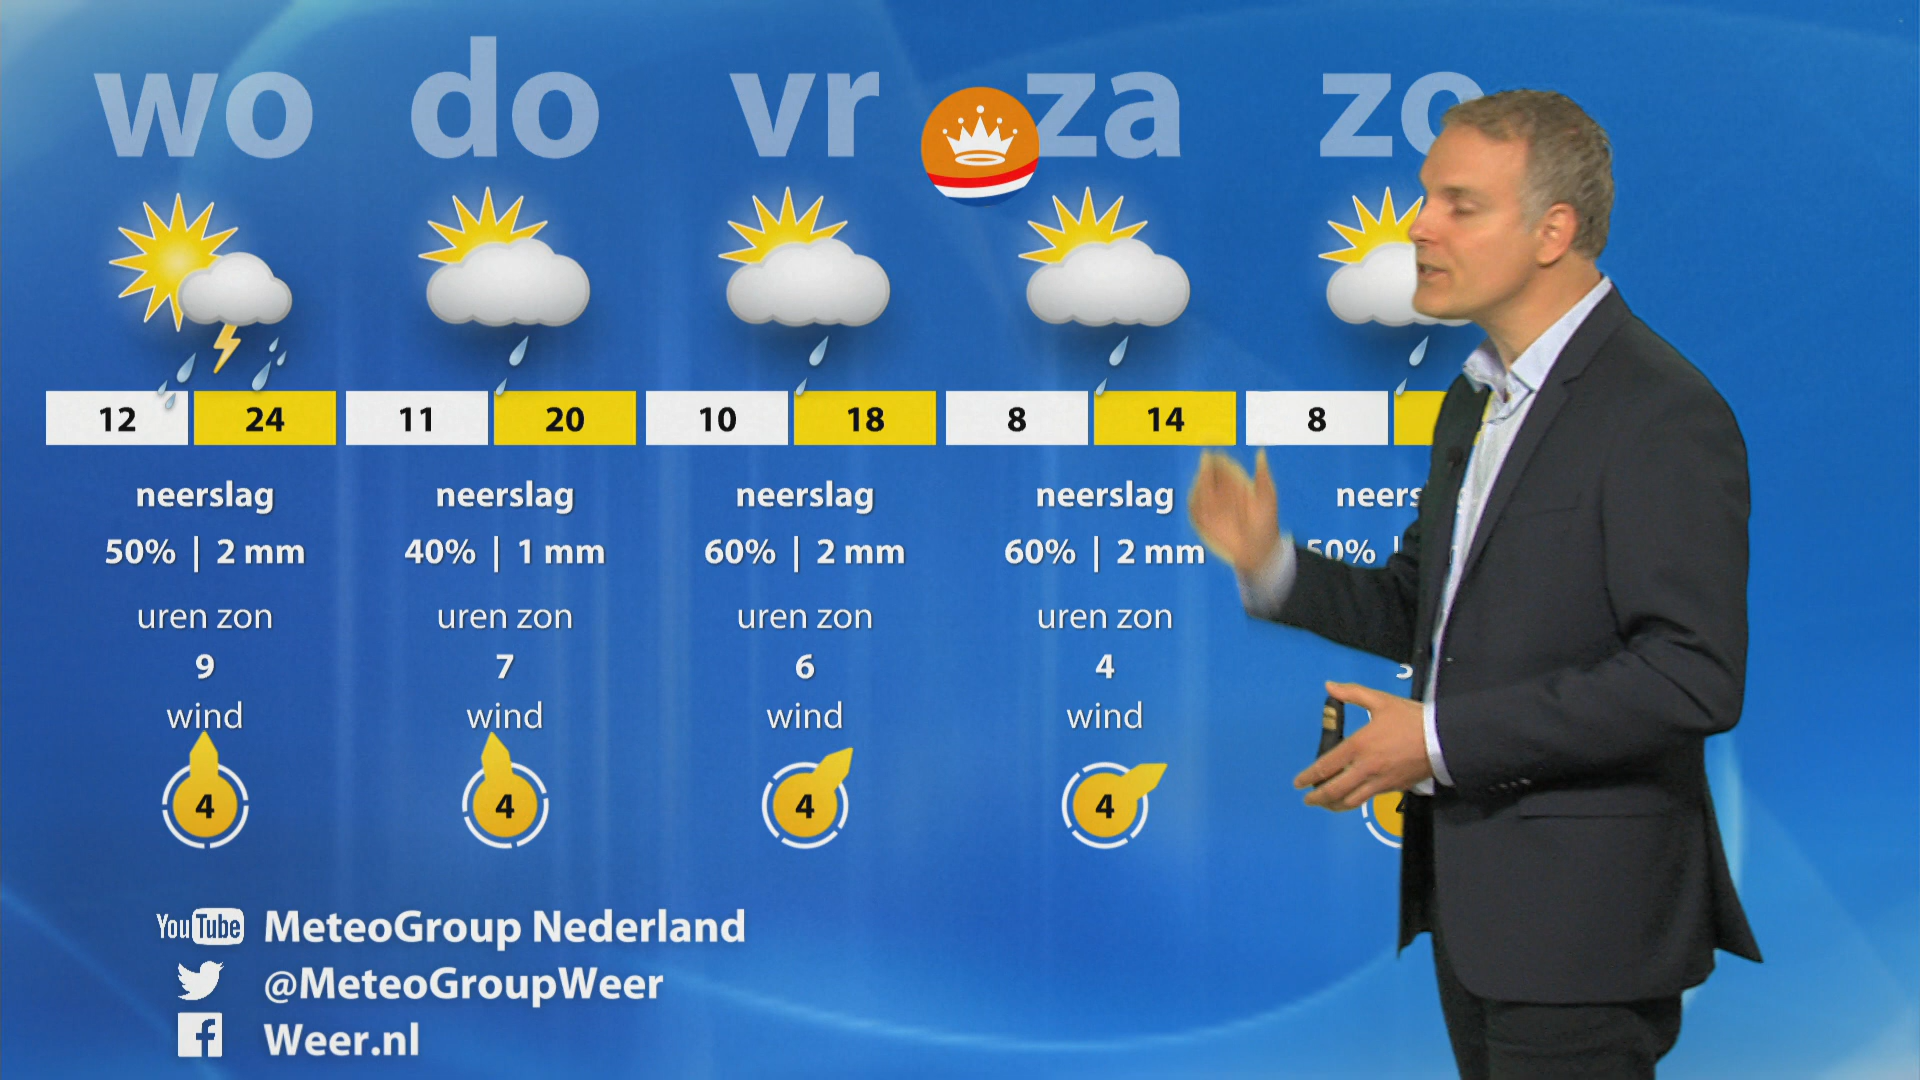 wo do vr za zo
12 24 11 20 10 18 8 14 8
neerslag neerslag neerslag neerslag
50% | 2 mm 40% | 1 mm 60% | 2 mm 60% | 2 mm 50% |
uren zon uren zon uren zon uren zon
9 7 6 4
wind wind wind wind
4 4 4 4
YouTube MeteoGroup Nederland
@MeteoGroupWeer
Weer.nl